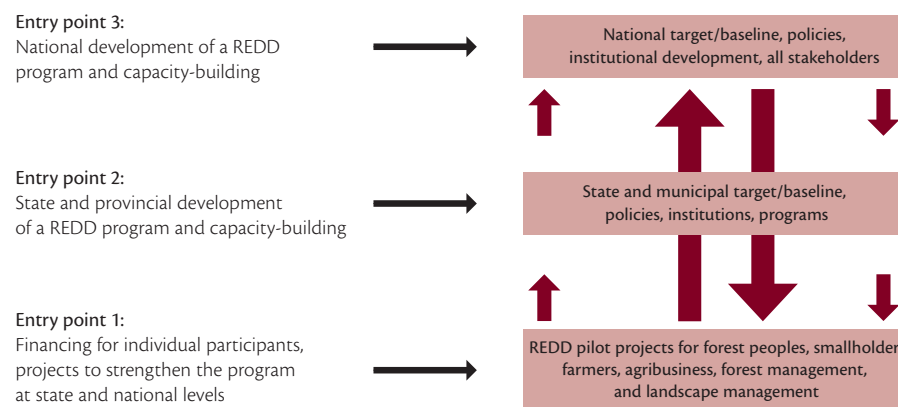 Entry point 3:
National development of a REDD
program and capacity-building
National target/baseline, policies,
institutional development, all stakeholders
Entry point 2:
State and provincial development
of a REDD program and capacity-building
State and municipal target/baseline,
policies, institutions, programs
Entry point 1:
Financing for individual participants,
projects to strengthen the program
at state and national levels
REDD pilot projects for forest peoples, smallholder
farmers, agribusiness, forest management,
and landscape management